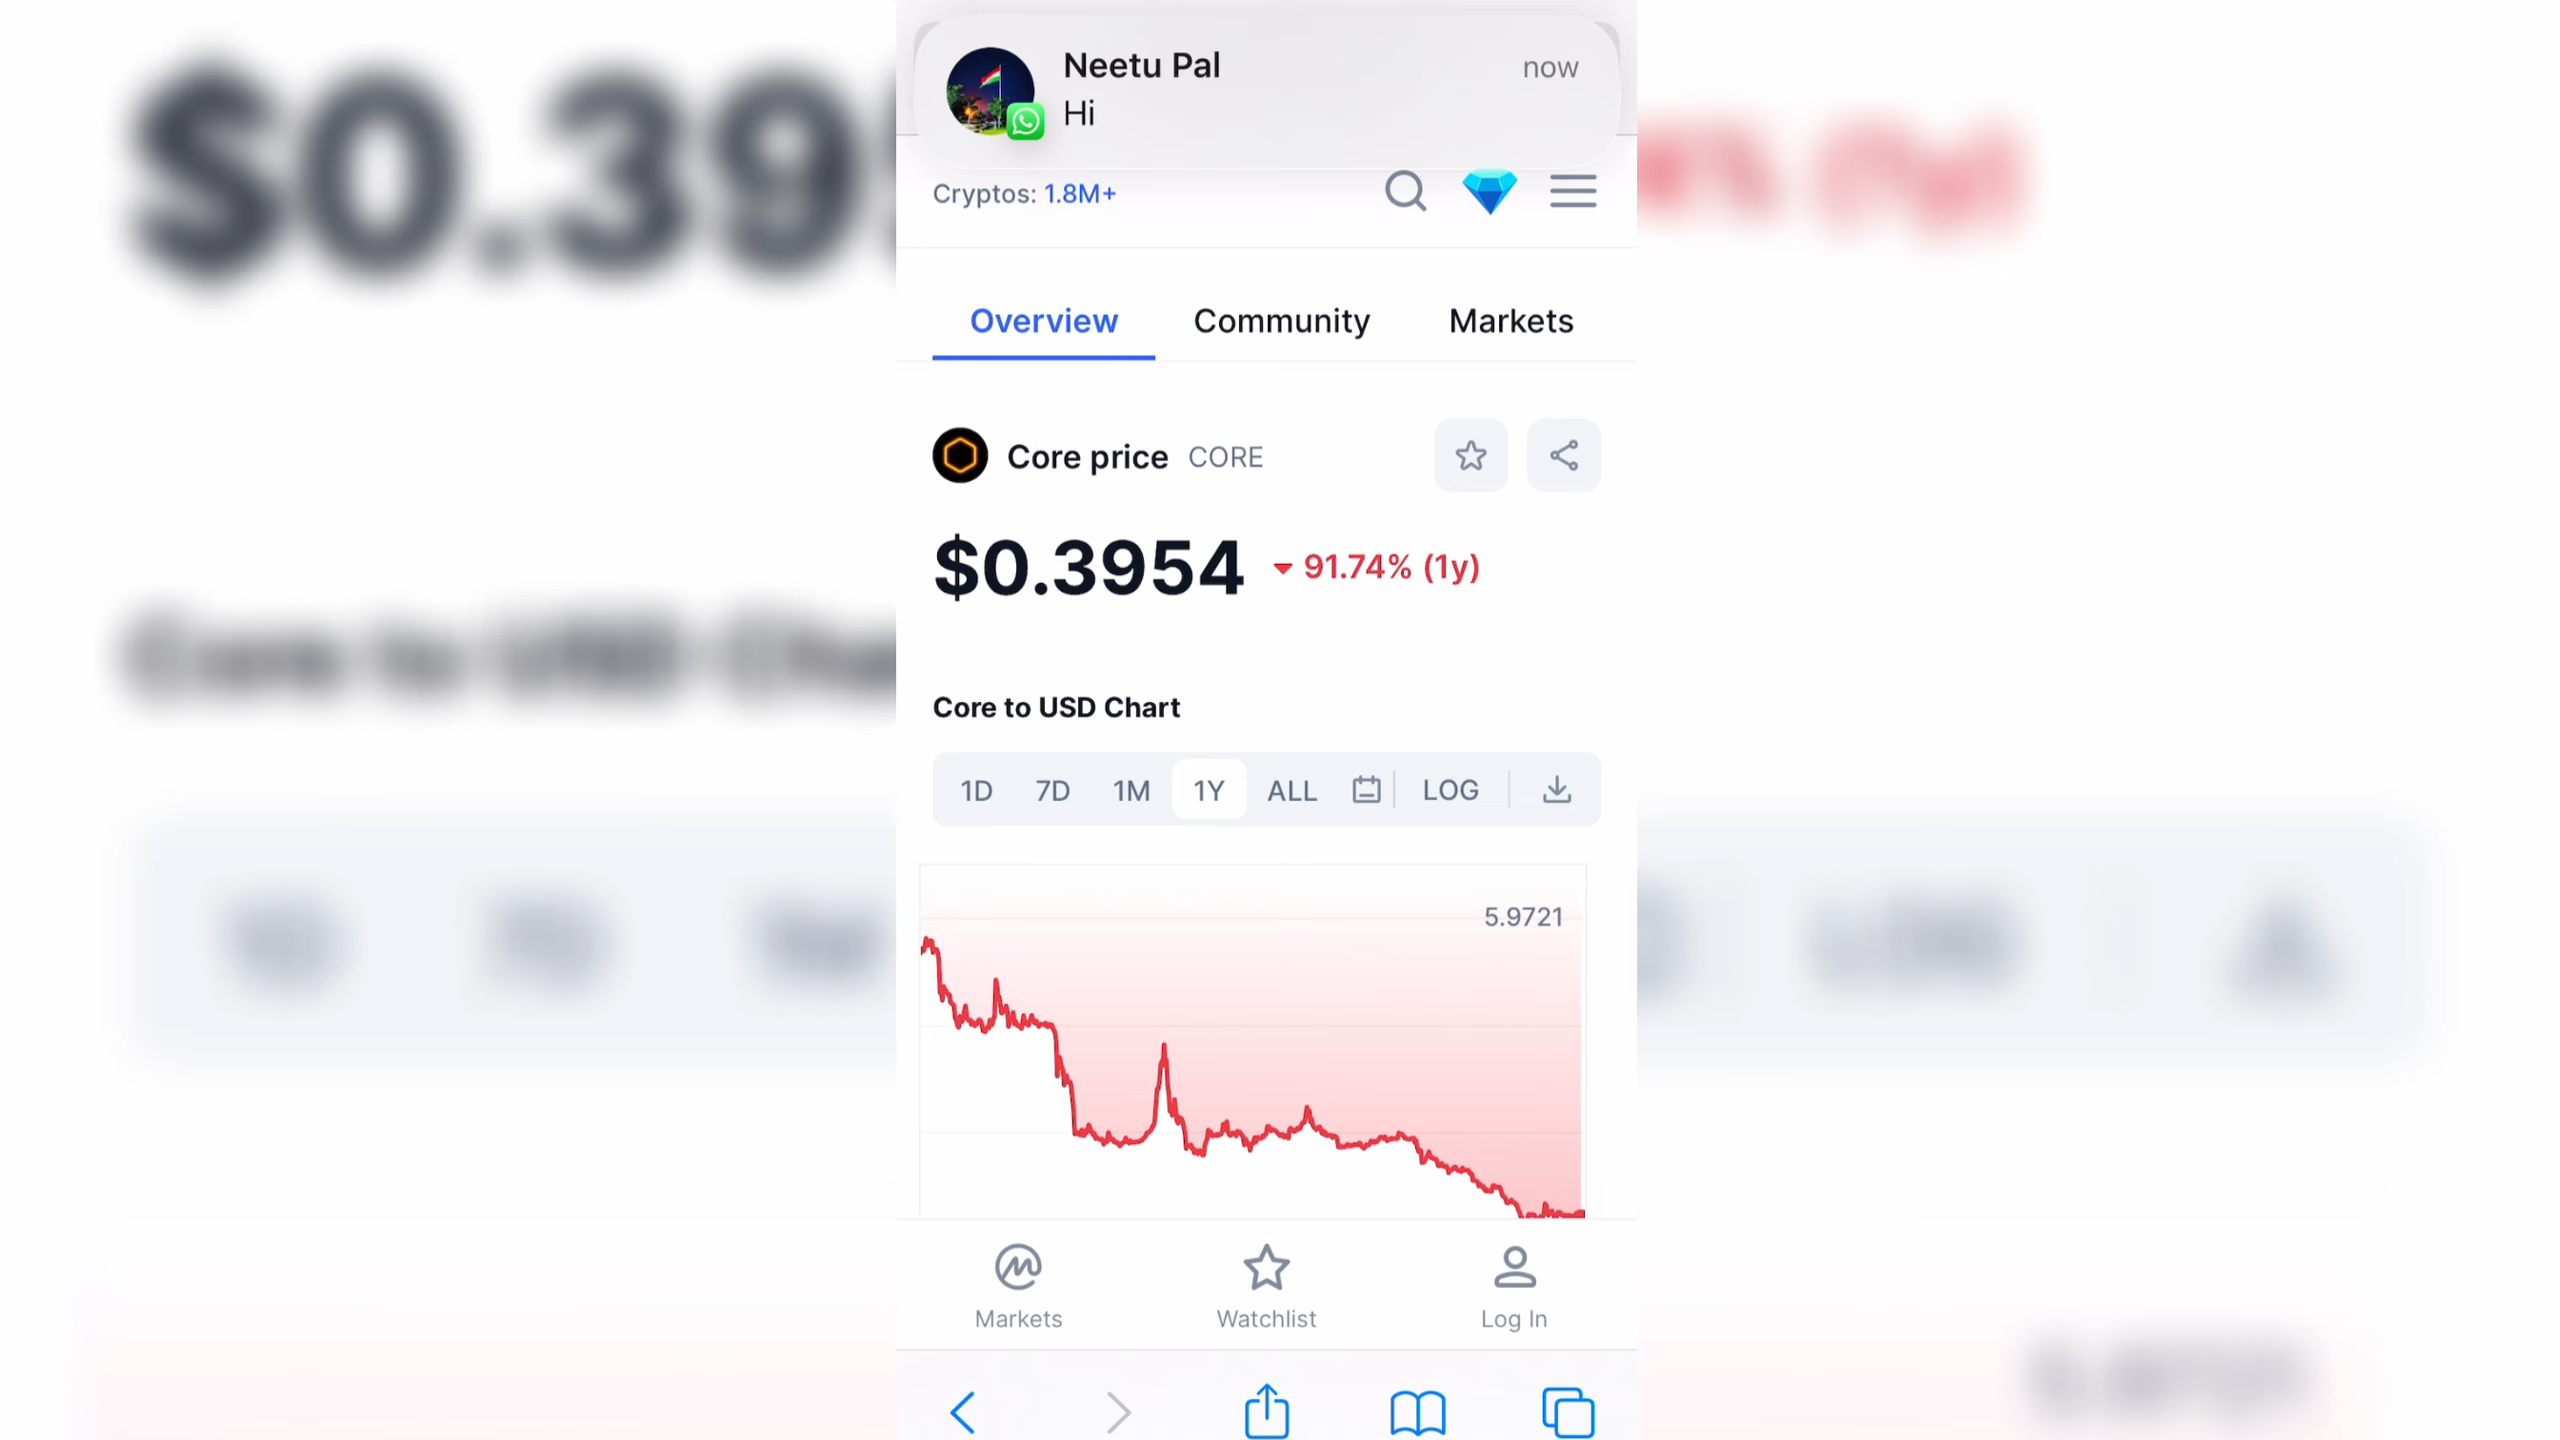 Neetu Pal
now
Hi
Cryptos: 1.8M+
Overview Community Markets
Core price CORE
$0.3954 91.74% (1y)
Core to USD Chart
1D 7D 1M 1Y ALL LOG
5.9721
Markets Watchlist Log In